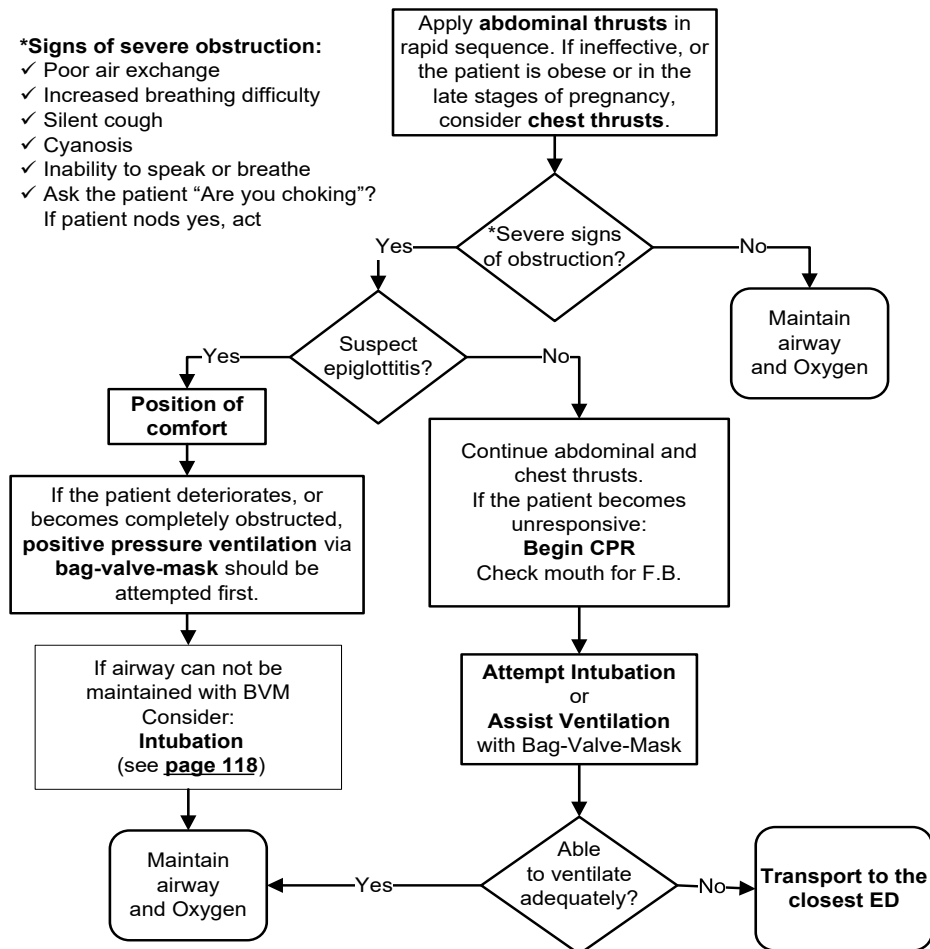 *Signs of severe obstruction:
✓ Poor air exchange
✓ Increased breathing difficulty
✓ Silent cough
✓ Cyanosis
✓ Inability to speak or breathe
✓ Ask the patient “Are you choking”?
If patient nods yes, act
Apply abdominal thrusts in
rapid sequence. If ineffective, or
the patient is obese or in the
late stages of pregnancy,
consider chest thrusts.
*Severe signs
of obstruction?
Yes
No
Maintain
airway
and Oxygen
Suspect
epiglottitis?
Yes
No
Position of
comfort
If the patient deteriorates, or
becomes completely obstructed,
positive pressure ventilation via
bag-valve-mask should be
attempted first.
If airway can not be
maintained with BVM
Consider:
Intubation
(see page 118)
Continue abdominal and
chest thrusts.
If the patient becomes
unresponsive:
Begin CPR
Check mouth for F.B.
Attempt Intubation
or
Assist Ventilation
with Bag-Valve-Mask
Able
to ventilate
adequately?
Yes
No
Maintain
airway
and Oxygen
Transport to the
closest ED